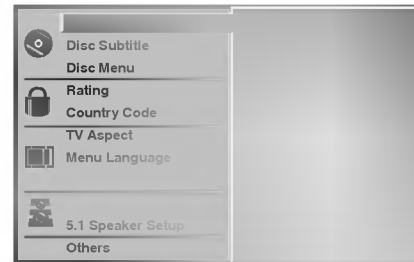 Disc Subtitle
Disc Menu
Rating
Country Code
TV Aspect
Menu Language
5.1 Speaker Setup
Others